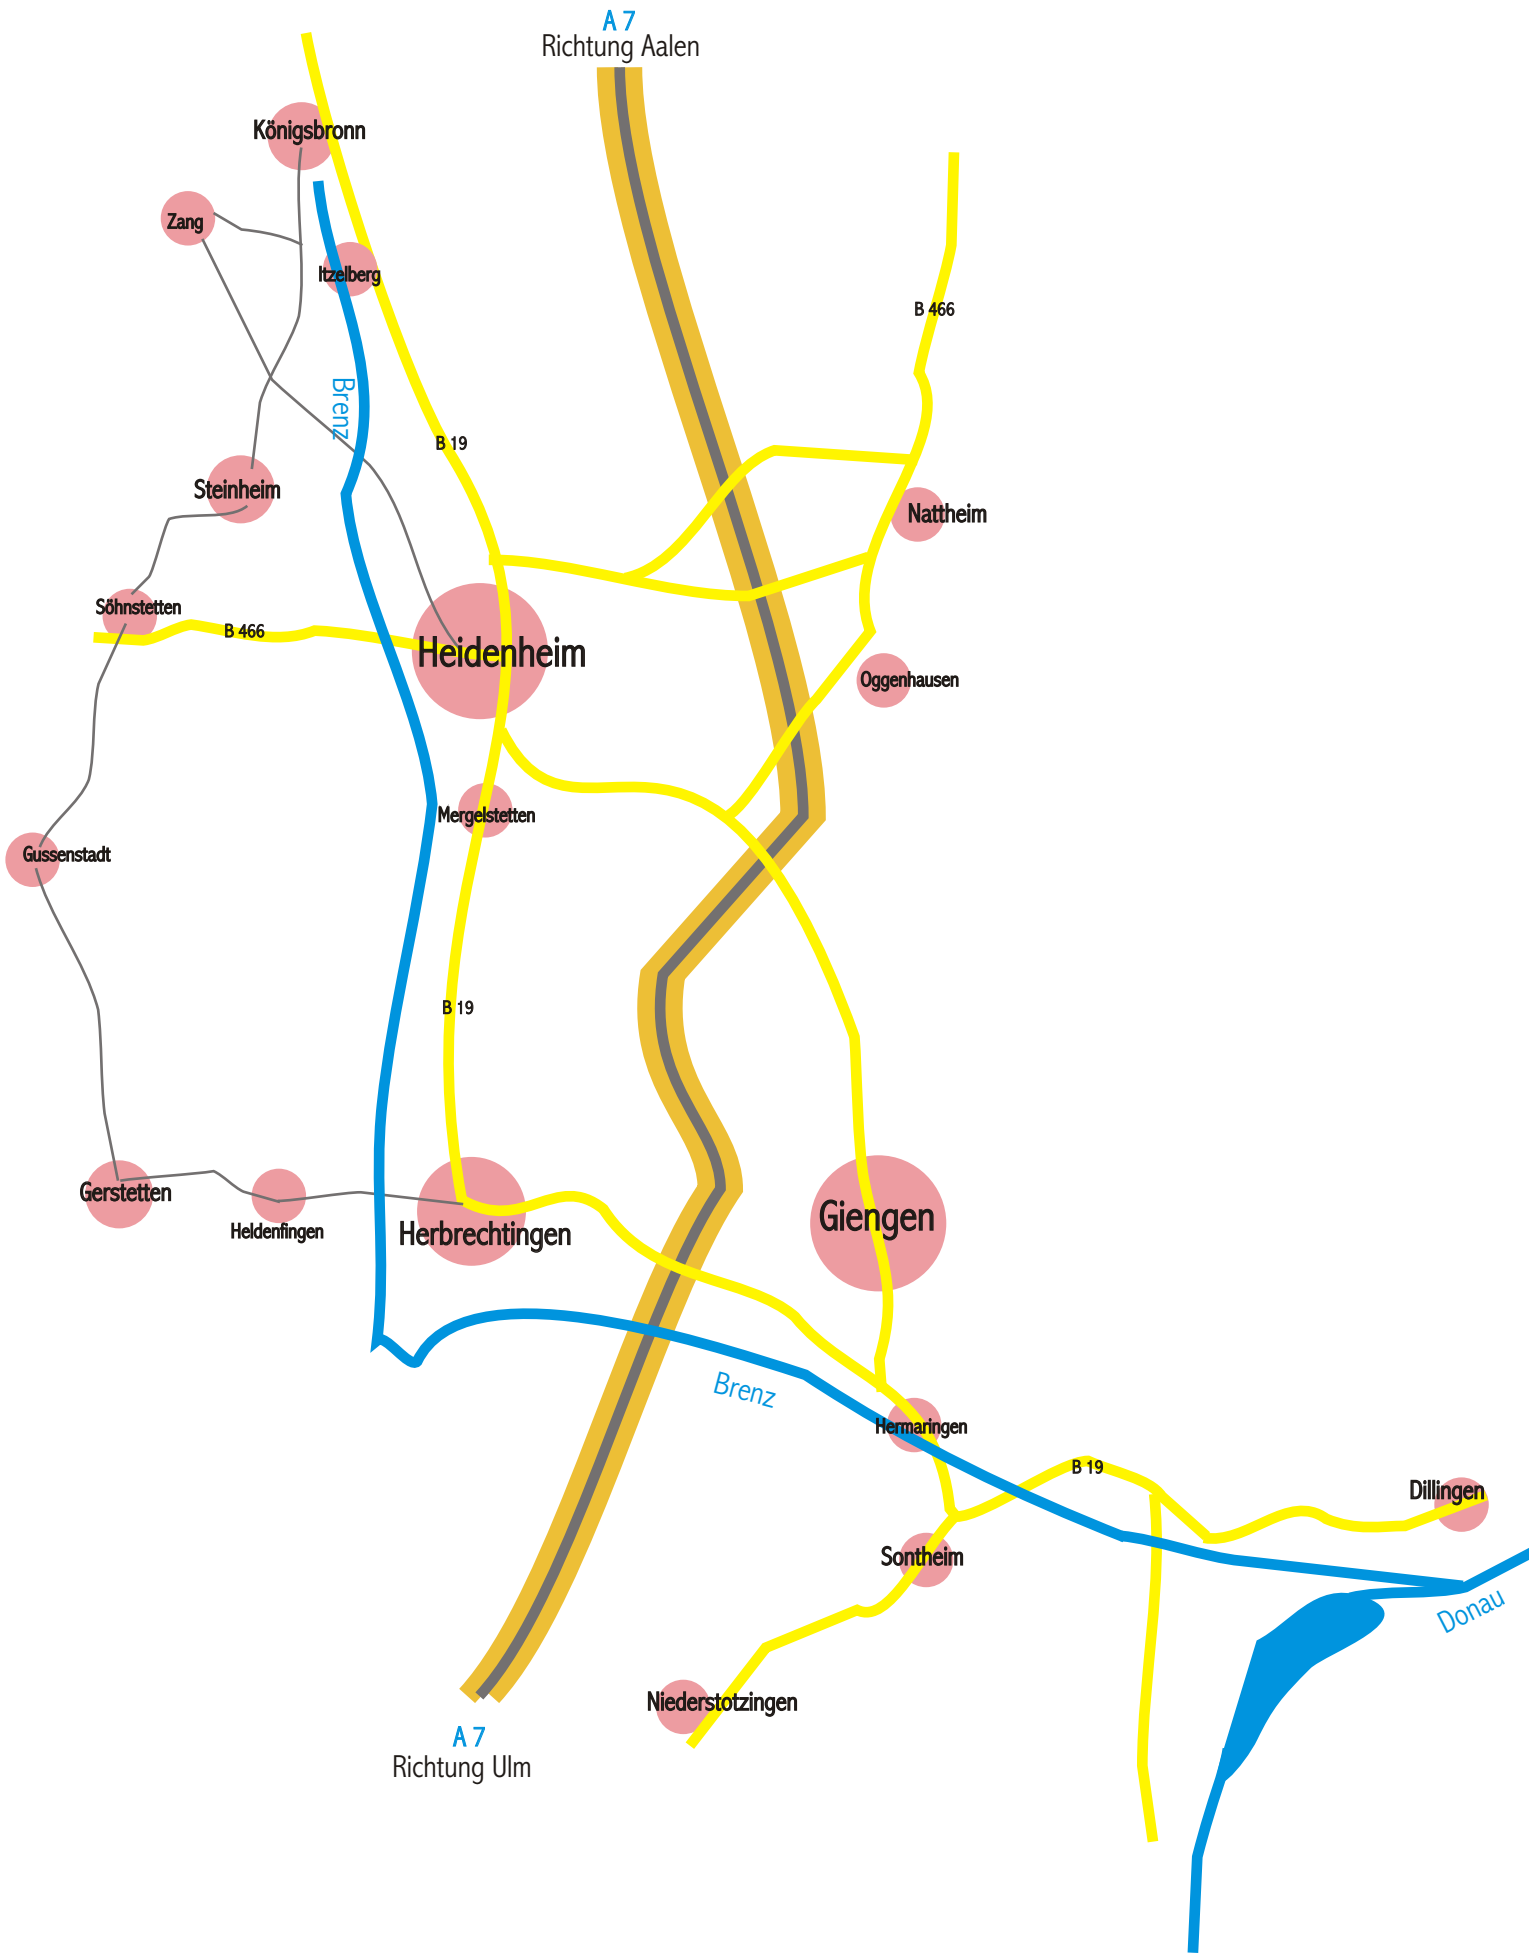 A 7
Richtung Aalen
Königsbronn
Zang
Itzelberg
B 466
Brenz
B 19
Steinheim
Nattheim
Söhnstetten
B 466
Heidenheim
Oggenhausen
Mergelstetten
Gussenstadt
B 19
Gerstetten
Heldenfingen
Herbrechtingen
Giengen
Brenz
Hermaringen
B 19
Dillingen
Sontheim
Donau
Niederstotzingen
A 7
Richtung Ulm